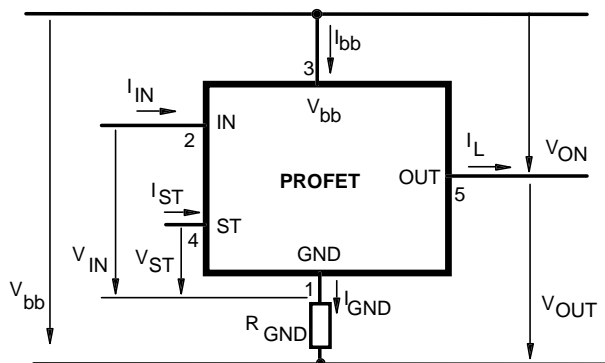 I bb
3
V bb
I IN
2
IN
PROFET
I L
OUT
5
V ON
I ST
4
ST
V IN
V ST
GND
V bb
1
I GND
R GND
V OUT